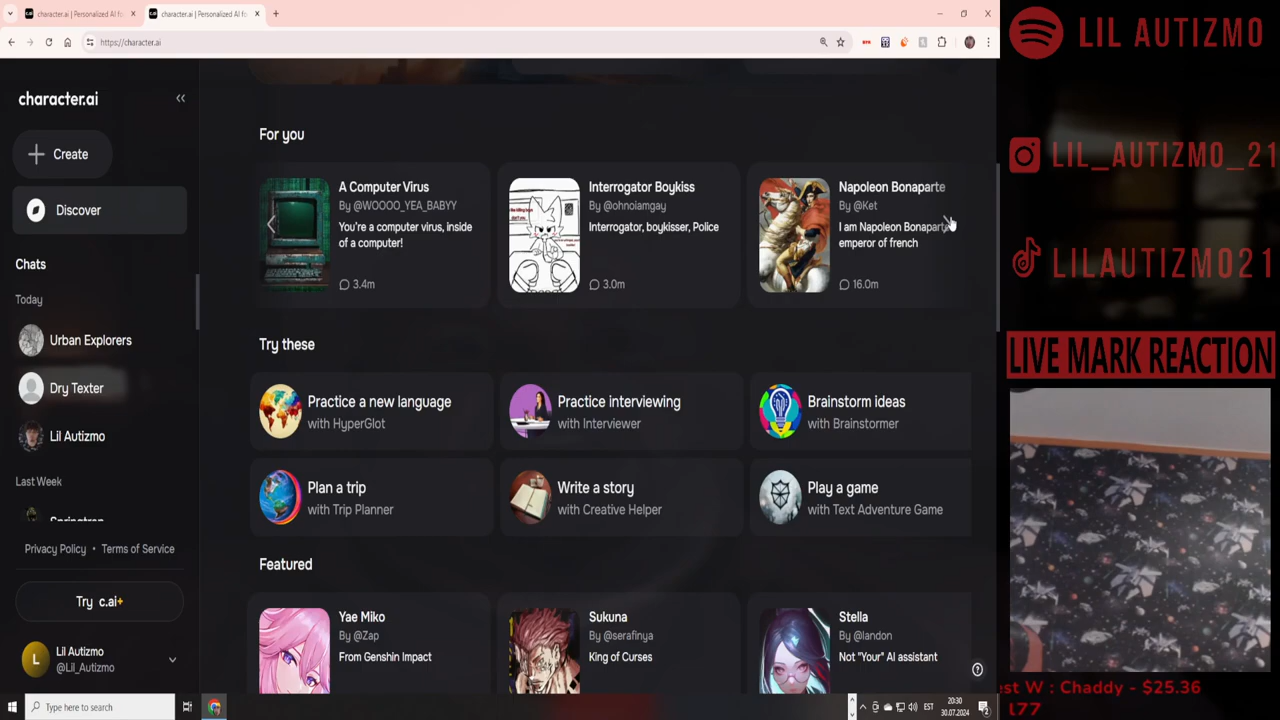 character.ai | Personalized AI fo
character.ai | Personalized AI fo
https://character.ai
character.ai
Create
Discover
Chats
Today
Urban Explorers
Dry Texter
Lil Autizmo
Last Week
Springtrap
Privacy Policy • Terms of Service
Try c.ai+
L
Lil Autizmo
@Lil_Autizmo
For you
A Computer Virus
By @WOOOO_YEA_BABYY
You're a computer virus, inside
of a computer!
3.4m
Interrogator Boykiss
By @ohnoiamgay
Interrogator, boykisser, Police
3.0m
Napoleon Bonaparte
By @Ket
I am Napoleon Bonaparte
emperor of french
16.0m
Try these
Practice a new language
with HyperGlot
Practice interviewing
with Interviewer
Brainstorm ideas
with Brainstormer
Plan a trip
with Trip Planner
Write a story
with Creative Helper
Play a game
with Text Adventure Game
Featured
Yae Miko
By @Zap
From Genshin Impact
Sukuna
By @serafinya
King of Curses
Stella
By @landon
Not "Your" AI assistant
Type here to search
EST
20:30
30.07.2024
2
LIL AUTIZMO
LIL_AUTIZMO_21
LILAUTIZMO21
LIVE MARK REACTION
est W : Chaddy - $25.36
l77